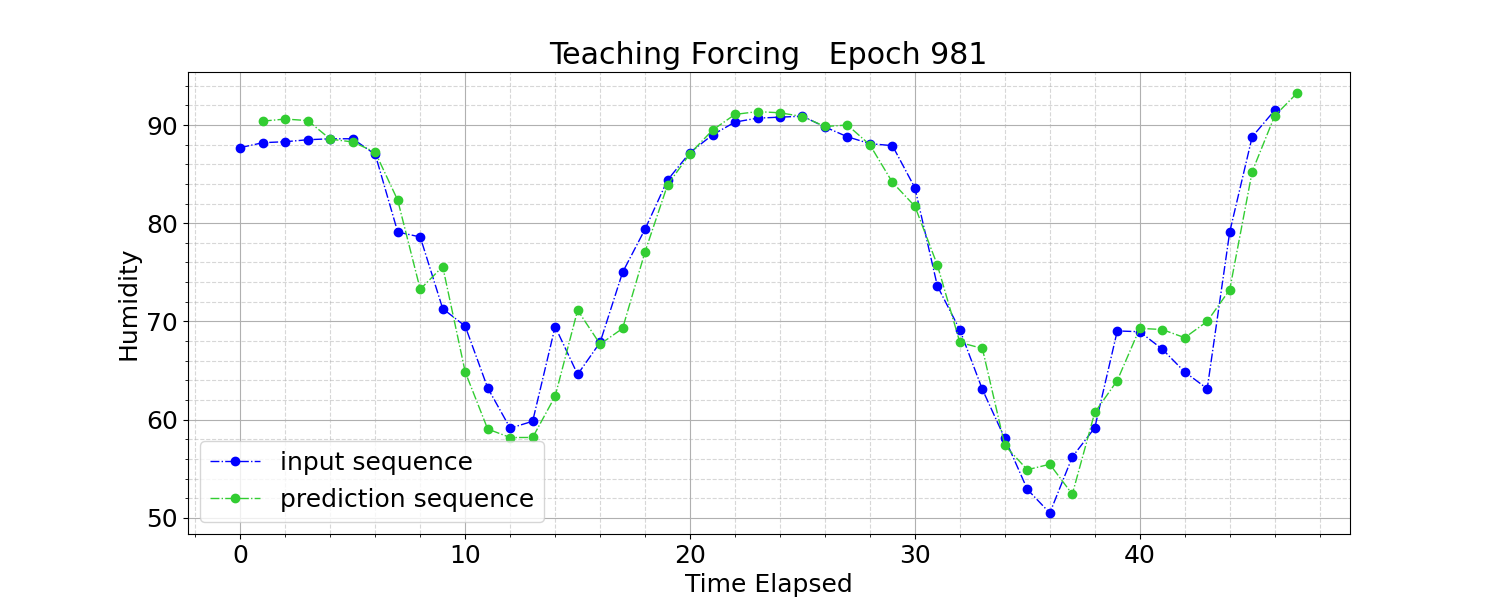 Teaching Forcing   Epoch 981
90
80
70
60
50
Humidity
input sequence
prediction sequence
0 10 20 30 40
Time Elapsed